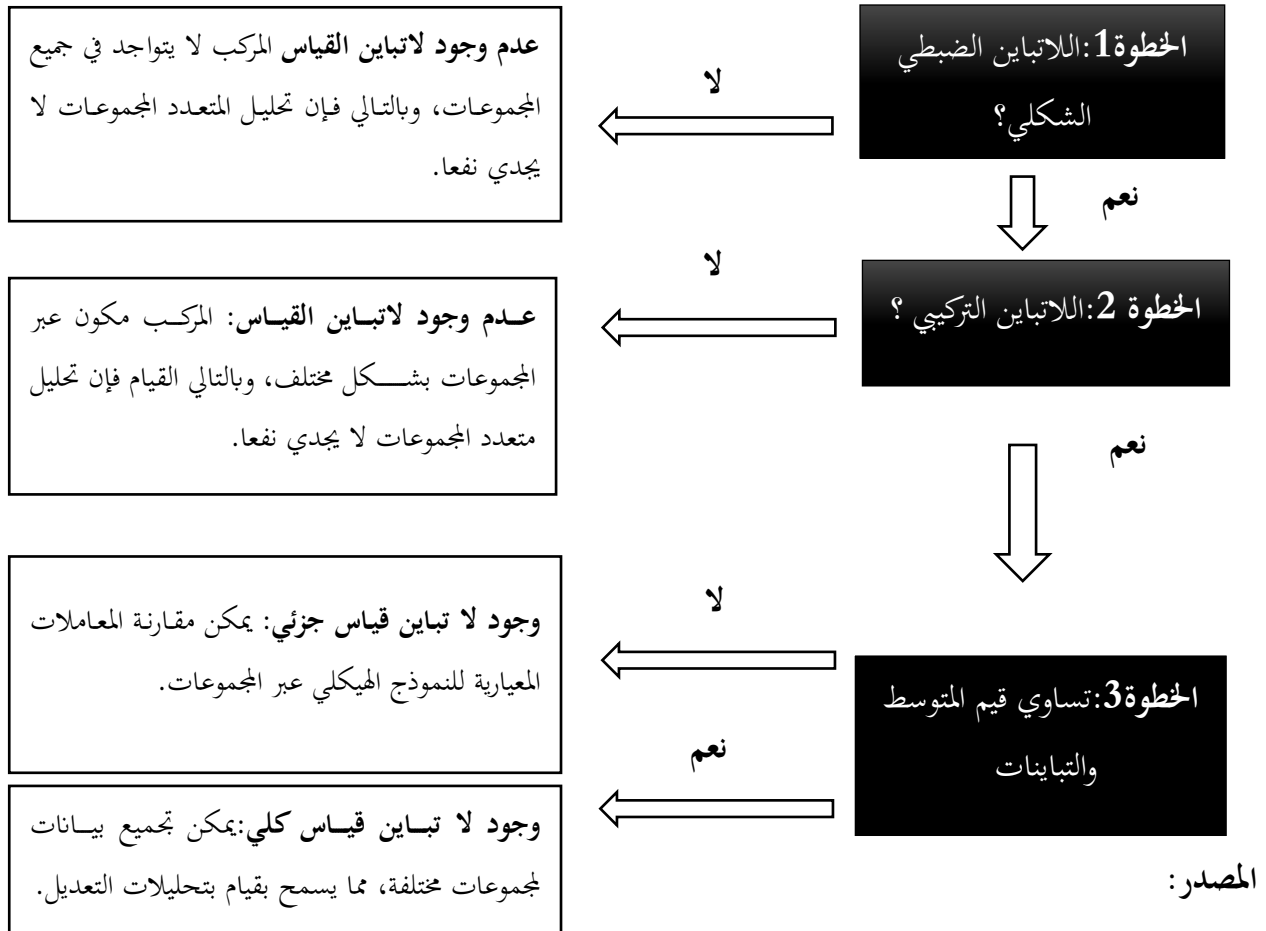 الخطوة1:اللاتباين الضبطي
الشكلي؟
لا
عدم وجود لاتباين القياس المركب لا يتواجد في جميع
المجموعات، وبالتالي فإن تحليل المتعدد المجموعات لا
يجدي نفعا.
نعم
الخطوة 2:اللاتباين التركيبي ؟
لا
عدم وجود لاتباين القياس: المركب مكون عبر
المجموعات بشكل مختلف، وبالتالي القيام فإن تحليل
متعدد المجموعات لا يجدي نفعا.
نعم
الخطوة3:تساوي قيم المتوسط
والتباينات
لا
وجود لا تباين قياس جزئي: يمكن مقارنة المعاملات
المعيارية للنموذج الهيكلي عبر المجموعات.
نعم
وجود لا تباين قياس كلي:يمكن تجميع بيانات
لمجموعات مختلفة، مما يسمح بقيام بتحليلات التعديل.
المصدر: